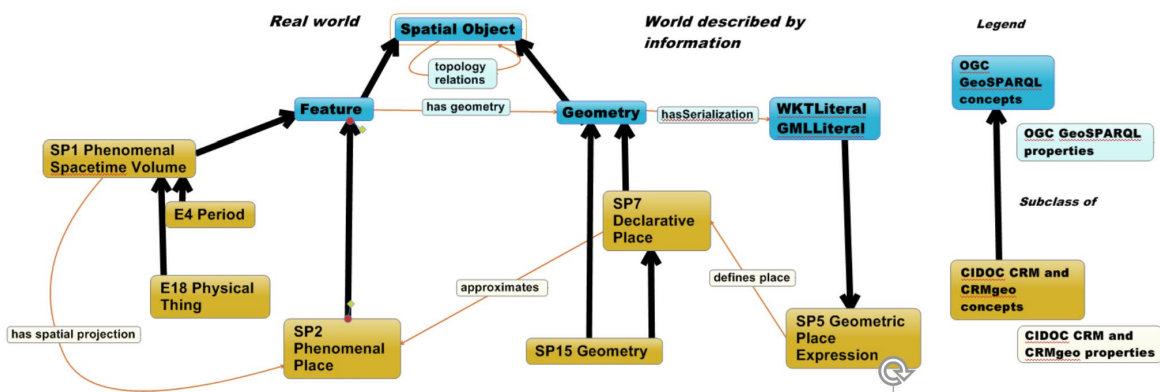 Real world
World described by
information
Legend
Spatial Object
topology
relations
OGC
GeoSPARQL
concepts
Feature
has geometry
Geometry
hasSerialization
WKTLiteral
GMLLiteral
OGC GeoSPARQL
properties
SP1 Phenomenal
Spacetime Volume
E4 Period
SP7
Declarative
Place
Subclass of
E18 Physical
Thing
approximates
defines place
CIDOC CRM and
CRMgeo
concepts
has spatial projection
SP2
Phenomenal
Place
SP15 Geometry
SP5 Geometric
Place
Expression
CIDOC CRM and
CRMgeo properties